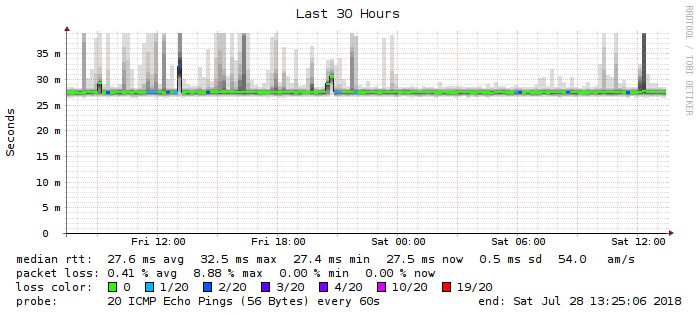 Last 30 Hours
RRDTOOL / TOBI OETIKER
Seconds
35 m
30 m
25 m
20 m
15 m
10 m
5 m
0
Fri 12:00 Fri 18:00 Sat 00:00 Sat 06:00 Sat 12:00
median rtt: 27.6 ms avg 32.5 ms max 27.4 ms min 27.5 ms now 0.5 ms sd 54.0 am/s
packet loss: 0.41 % avg 8.88 % max 0.00 % min 0.00 % now
loss color: 0 1/20 2/20 3/20 4/20 10/20 19/20
probe: 20 ICMP Echo Pings (56 Bytes) every 60s end: Sat Jul 28 13:25:06 2018